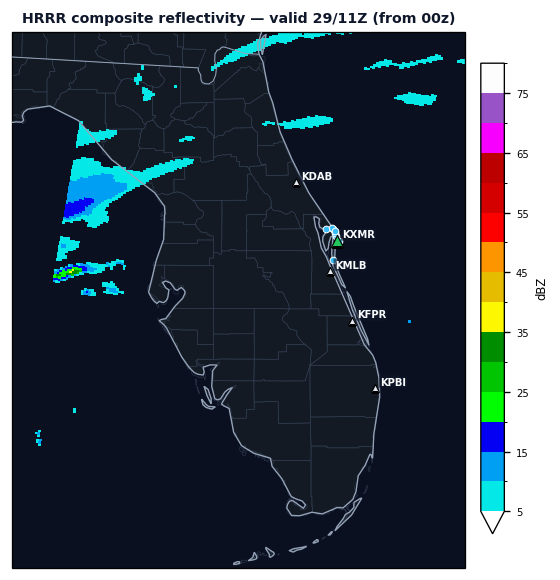 HRRR composite reflectivity — valid 29/11Z (from 00z)
KDAB
KXMR
KMLB
KFPR
KPBI
75
65
55
45
35
25
15
5
dBZ